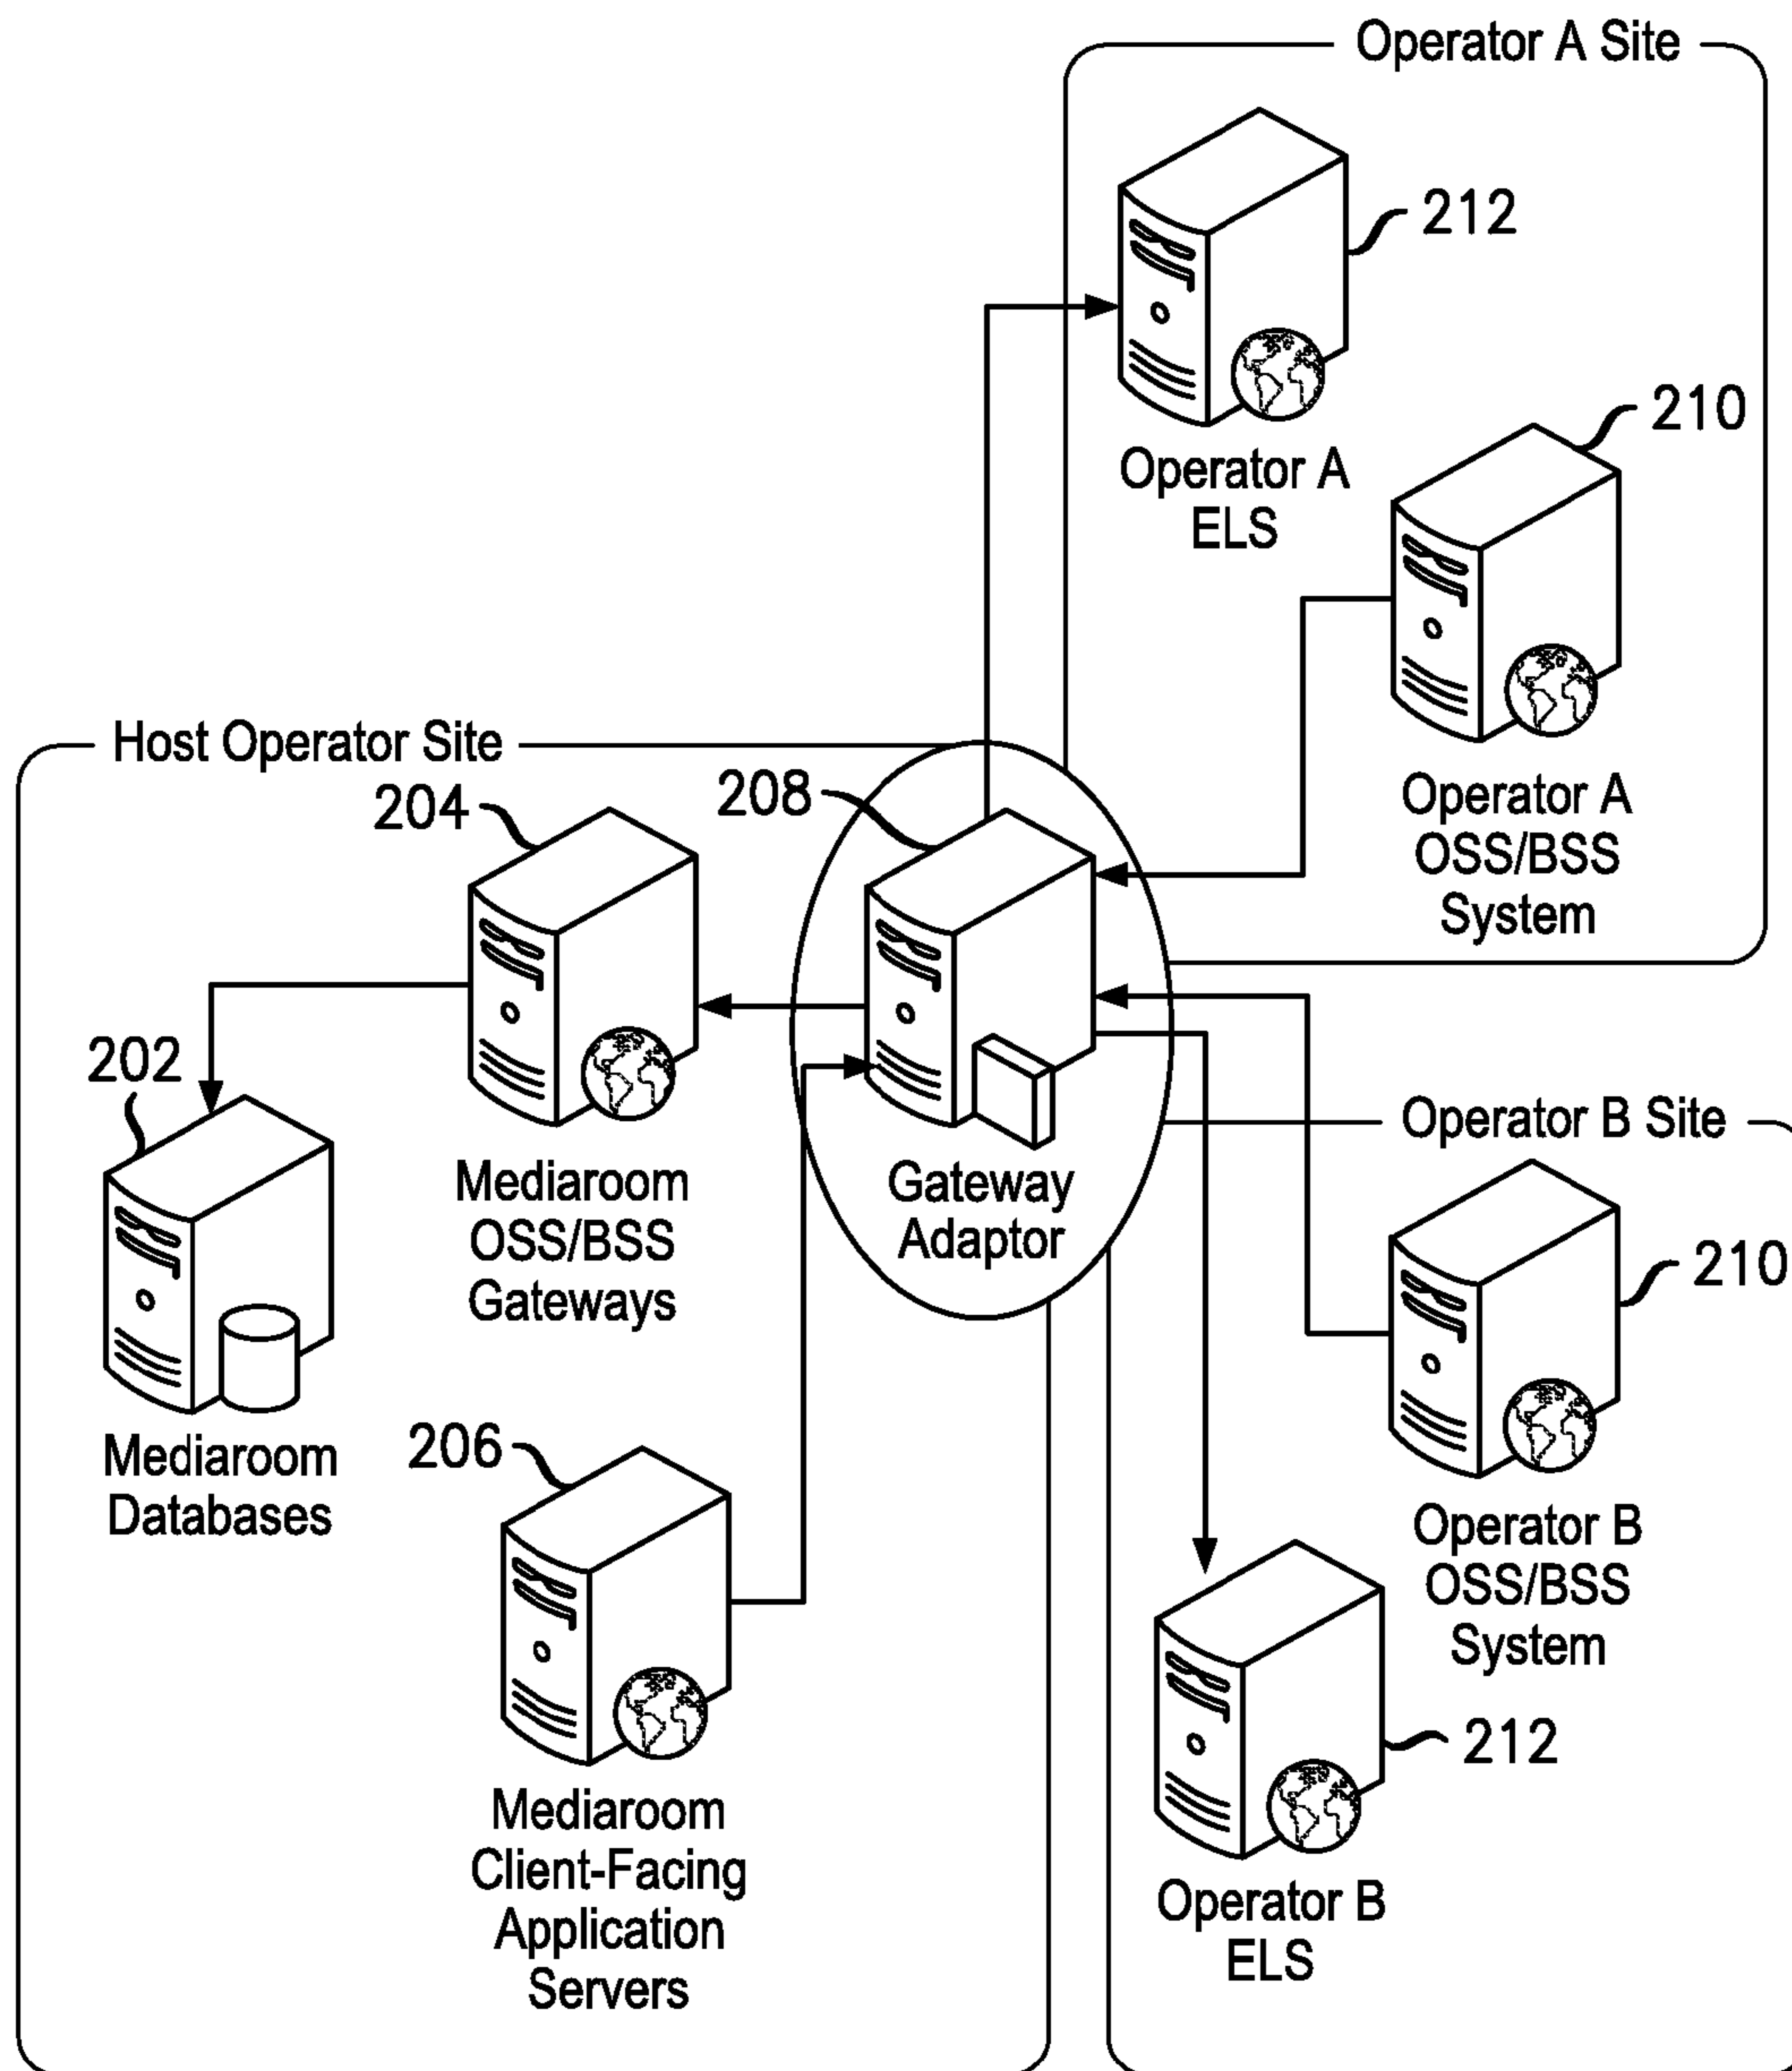 Operator A Site
212
Operator A
ELS
210
Operator A
OSS/BSS
System
Host Operator Site
204
208
202
Mediaroom
OSS/BSS
Gateways
Gateway
Adaptor
Mediaroom
Databases
206
Mediaroom
Client-Facing
Application
Servers
Operator B Site
210
Operator B
OSS/BSS
System
212
Operator B
ELS